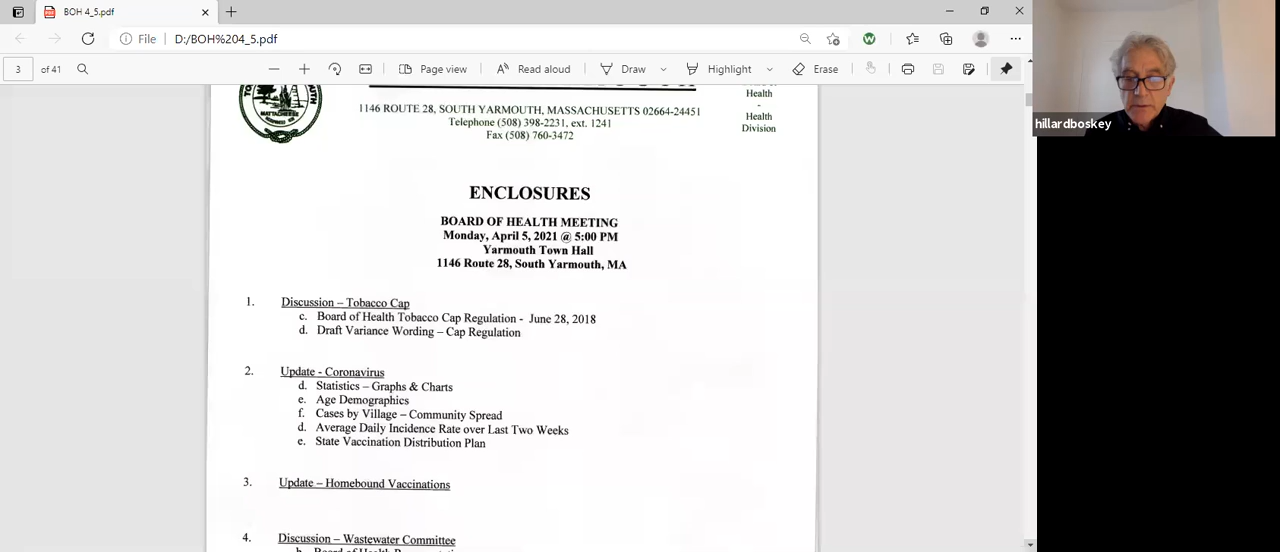 BOH 4_5.pdf
File D:/BOH%204_5.pdf
3 of 41 Page view Read aloud Draw Highlight Erase
Health
-
Health
Division
MATTACHEESE
1146 ROUTE 28, SOUTH YARMOUTH, MASSACHUSETTS 02664-24451
Telephone (508) 398-2231, ext. 1241
Fax (508) 760-3472
ENCLOSURES
BOARD OF HEALTH MEETING
Monday, April 5, 2021 @ 5:00 PM
Yarmouth Town Hall
1146 Route 28, South Yarmouth, MA
1. Discussion – Tobacco Cap
c. Board of Health Tobacco Cap Regulation - June 28, 2018
d. Draft Variance Wording – Cap Regulation
2. Update - Coronavirus
d. Statistics – Graphs & Charts
e. Age Demographics
f. Cases by Village – Community Spread
d. Average Daily Incidence Rate over Last Two Weeks
e. State Vaccination Distribution Plan
3. Update – Homebound Vaccinations
4. Discussion – Wastewater Committee
hillardboskey